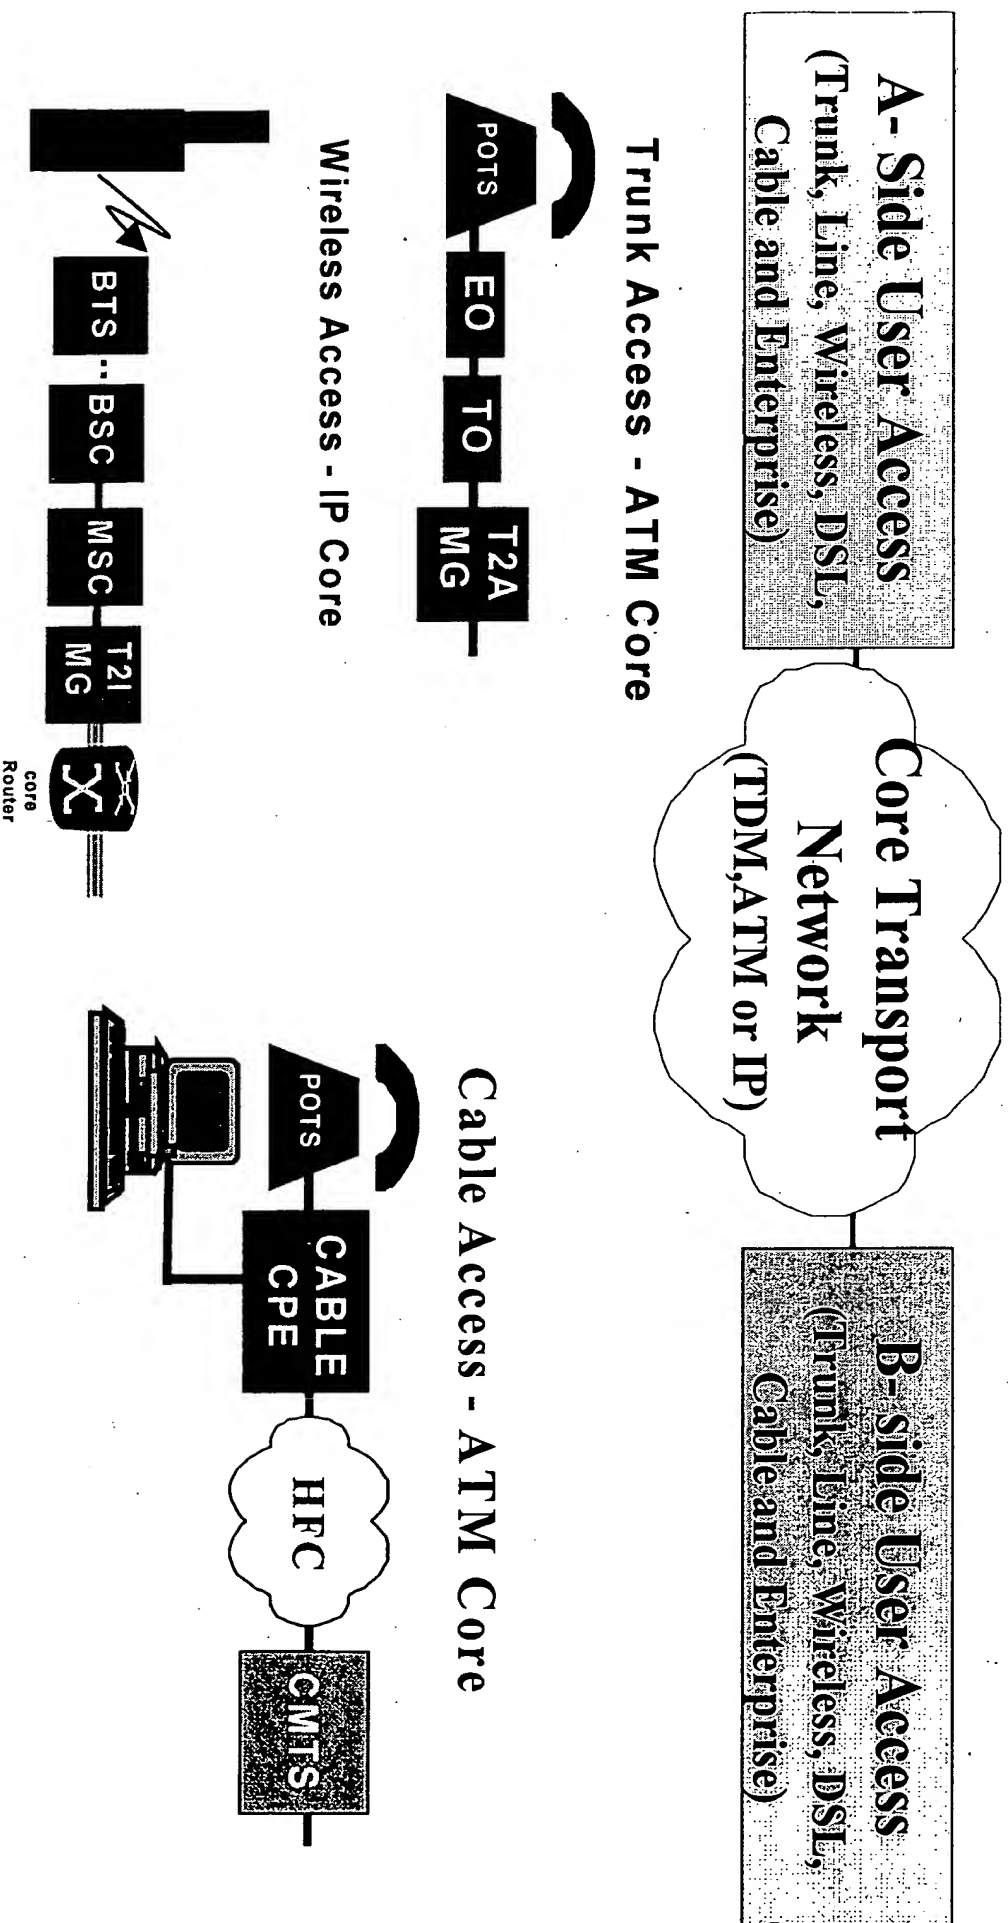 A- Side User Access
(Trunk, Line, Wireless, DSL,
Cable and Enterprise)
Core Transport
Network
(TDM,ATM or IP)
B- side User Access
(Trunk, Line, Wireless, DSL,
Cable and Enterprise)
Trunk Access - ATM Core
POTS
EO
TO
T2A
MG
Wireless Access - IP Core
BTS
..
BSC
MSC
T2I
MG
core
Router
Cable Access - ATM Core
POTS
CABLE
CPE
HFC
CMTS